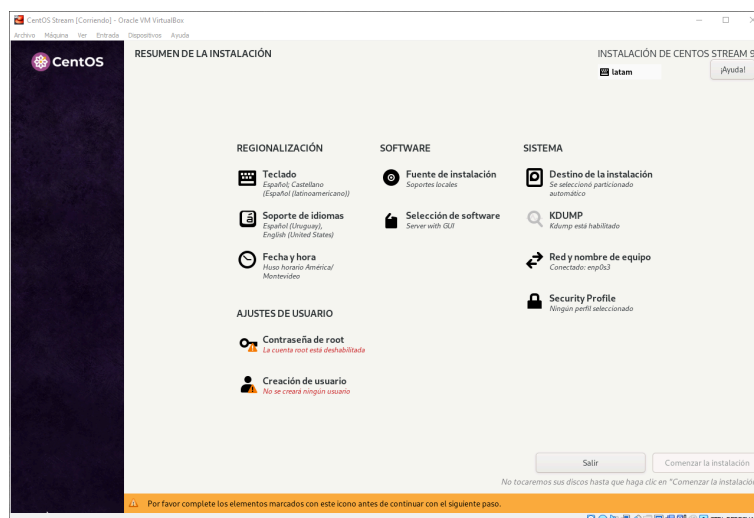 CentOS Stream [Corriendo] - Oracle VM VirtualBox
Archivo Máquina Ver Entrada Dispositivos Ayuda
CentOS
RESUMEN DE LA INSTALACIÓN
INSTALACIÓN DE CENTOS STREAM 9
latam
¡Ayuda!
REGIONALIZACIÓN
Teclado
Español; Castellano
(Español (latinoamericano))
Soporte de idiomas
Español (Uruguay),
English (United States)
Fecha y hora
Huso horario América/
Montevideo
SOFTWARE
Fuente de instalación
Soportes locales
Selección de software
Server with GUI
SISTEMA
Destino de la instalación
Se seleccionó particionado
automático
KDUMP
Kdump está habilitado
Red y nombre de equipo
Conectado: enp0s3
Security Profile
Ningún perfil seleccionado
AJUSTES DE USUARIO
Contraseña de root
La cuenta root está deshabilitada
Creación de usuario
No se creará ningún usuario
Salir
Comenzar la instalación
No tocaremos sus discos hasta que haga clic en "Comenzar la instalación
Por favor complete los elementos marcados con este icono antes de continuar con el siguiente paso.